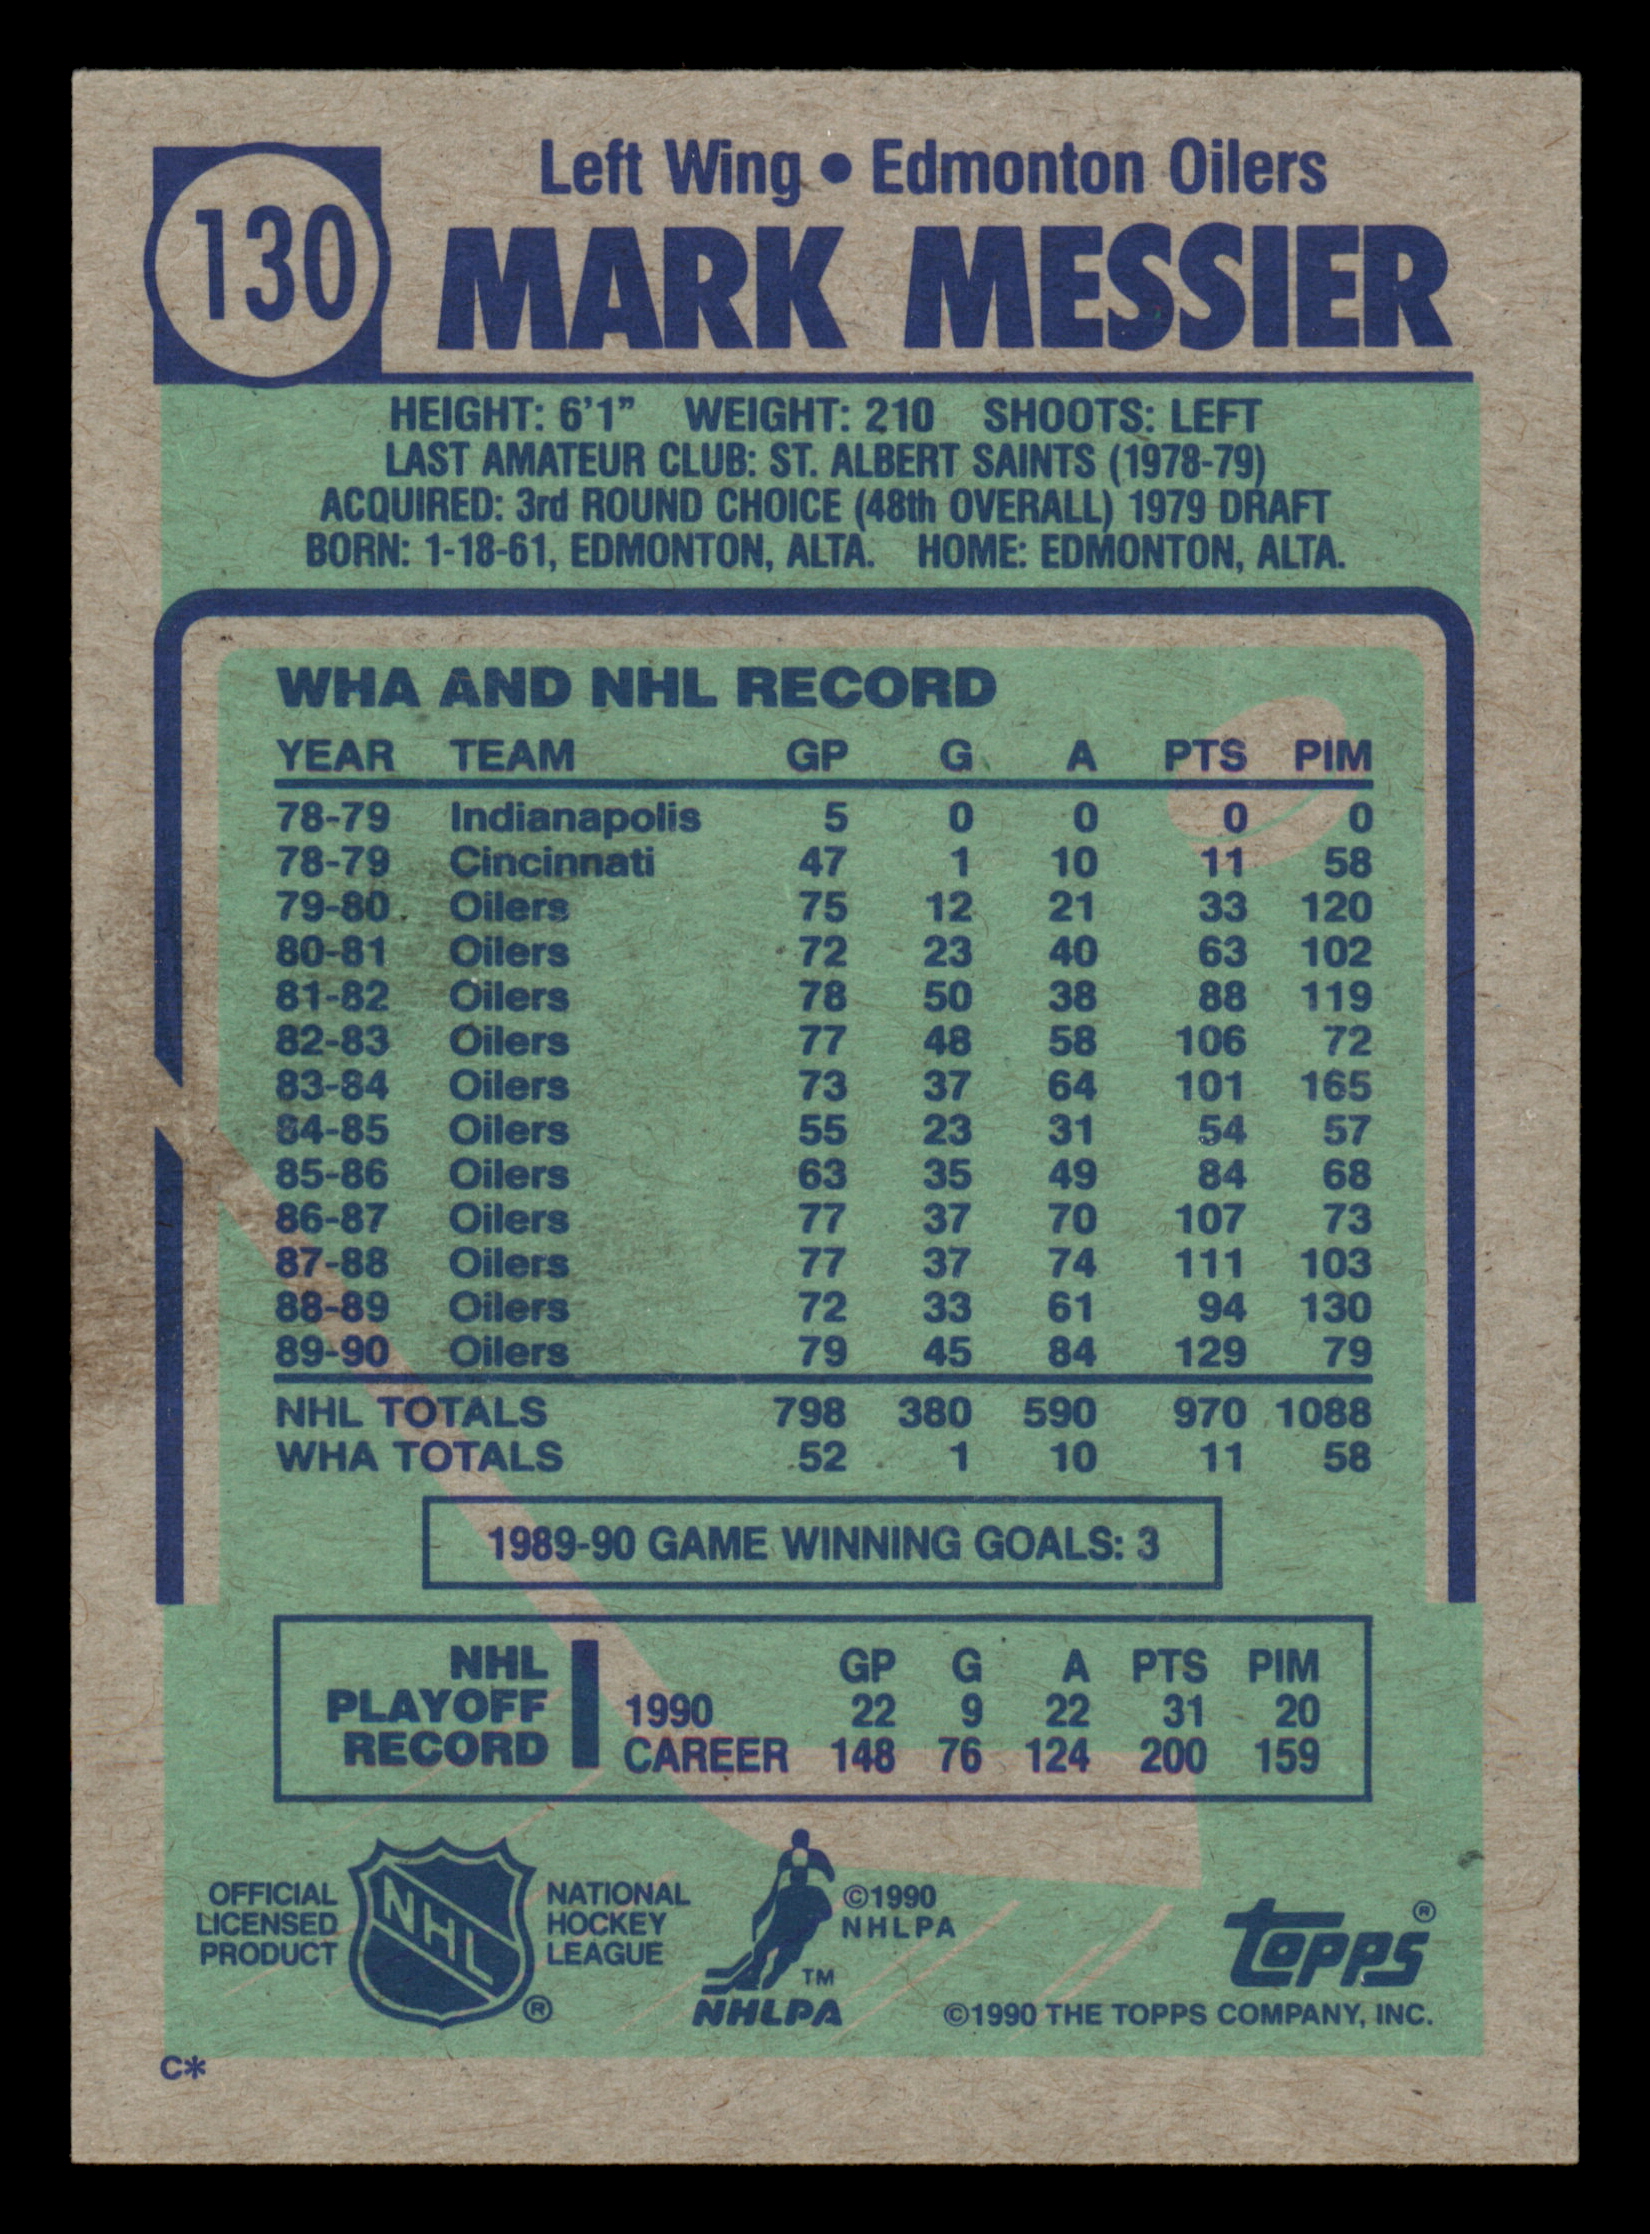 130
Left Wing • Edmonton Oilers
MARK MESSIER
HEIGHT: 6'1" WEIGHT: 210 SHOOTS: LEFT
LAST AMATEUR CLUB: ST. ALBERT SAINTS (1978-79)
ACQUIRED: 3rd ROUND CHOICE (48th OVERALL) 1979 DRAFT
BORN: 1-18-61, EDMONTON, ALTA. HOME: EDMONTON, ALTA.
WHA AND NHL RECORD
YEAR TEAM GP G A PTS PIM
78-79 Indianapolis 5 0 0 0 0
78-79 Cincinnati 47 1 10 11 58
79-80 Oilers 75 12 21 33 120
80-81 Oilers 72 23 40 63 102
81-82 Oilers 78 50 38 88 119
82-83 Oilers 77 48 58 106 72
83-84 Oilers 73 37 64 101 165
84-85 Oilers 55 23 31 54 57
85-86 Oilers 63 35 49 84 68
86-87 Oilers 77 37 70 107 73
87-88 Oilers 77 37 74 111 103
88-89 Oilers 72 33 61 94 130
89-90 Oilers 79 45 84 129 79
NHL TOTALS 798 380 590 970 1088
WHA TOTALS 52 1 10 11 58
1989-90 GAME WINNING GOALS: 3
NHL PLAYOFF RECORD
GP G A PTS PIM
1990 22 9 22 31 20
CAREER 148 76 124 200 159
OFFICIAL
LICENSED
PRODUCT
NHL
®
NATIONAL
HOCKEY
LEAGUE
©1990
NHLPA
TM
NHLPA
topps®
©1990 THE TOPPS COMPANY, INC.
C*